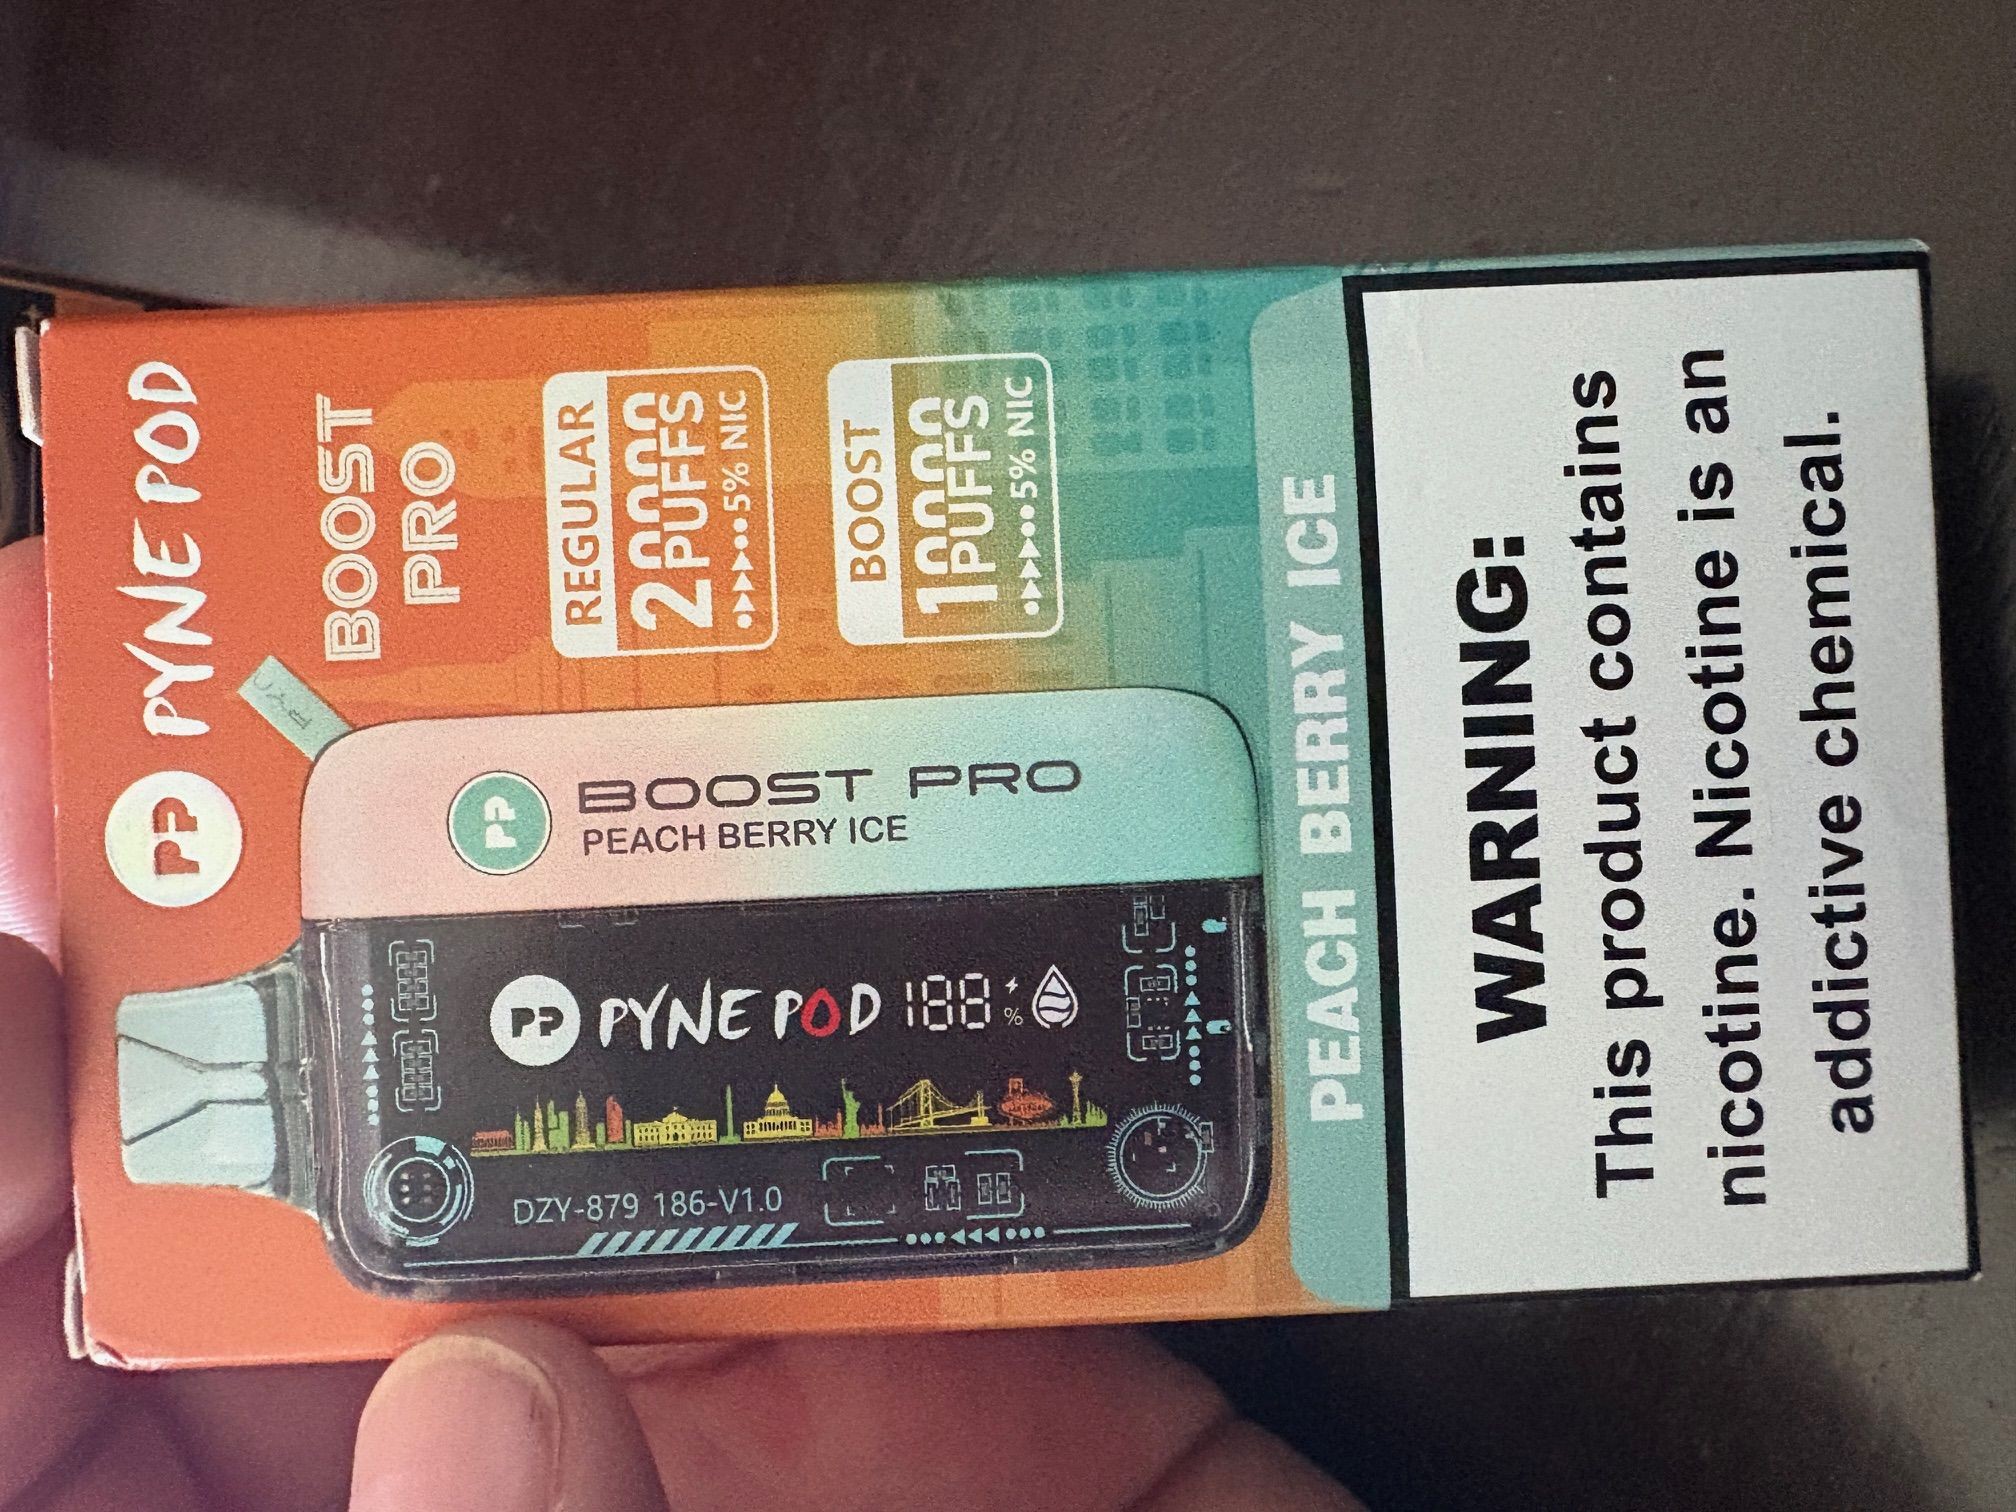 PYNE POD
BOOST
PRO
REGULAR
20000
PUFFS
5% NIC
BOOST
10000
PUFFS
5% NIC
BOOST PRO
PEACH BERRY ICE
PYNE POD 188 %
DZY-879 186-V1.0
PEACH BERRY ICE
WARNING:
This product contains
nicotine. Nicotine is an
addictive chemical.